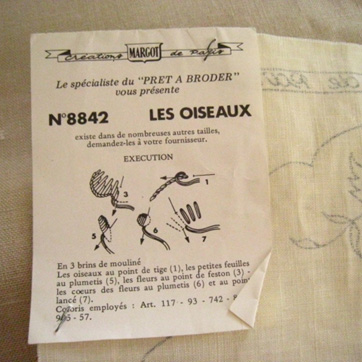 créations MARGOT de Paris
Le spécialiste du "PRET A BRODER"
vous présente
N°8842 LES OISEAUX
existe dans de nombreuses autres tailles,
demandez-les à votre fournisseur.
EXECUTION
3
1
5
6
7
En 3 brins de mouliné
Les oiseaux au point de tige (1), les petites feuilles
au plumetis (5), les fleurs au point de feston (3) -
les coeurs des fleurs au plumetis (6) et au point
lancé (7).
Coloris employés : Art. 117 - 93 - 742 -
905 - 57.
de Paris